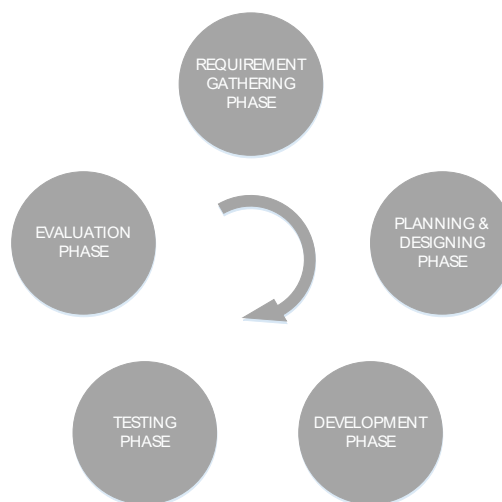 REQUIREMENT
GATHERING
PHASE
PLANNING &
DESIGNING
PHASE
DEVELOPMENT
PHASE
TESTING
PHASE
EVALUATION
PHASE